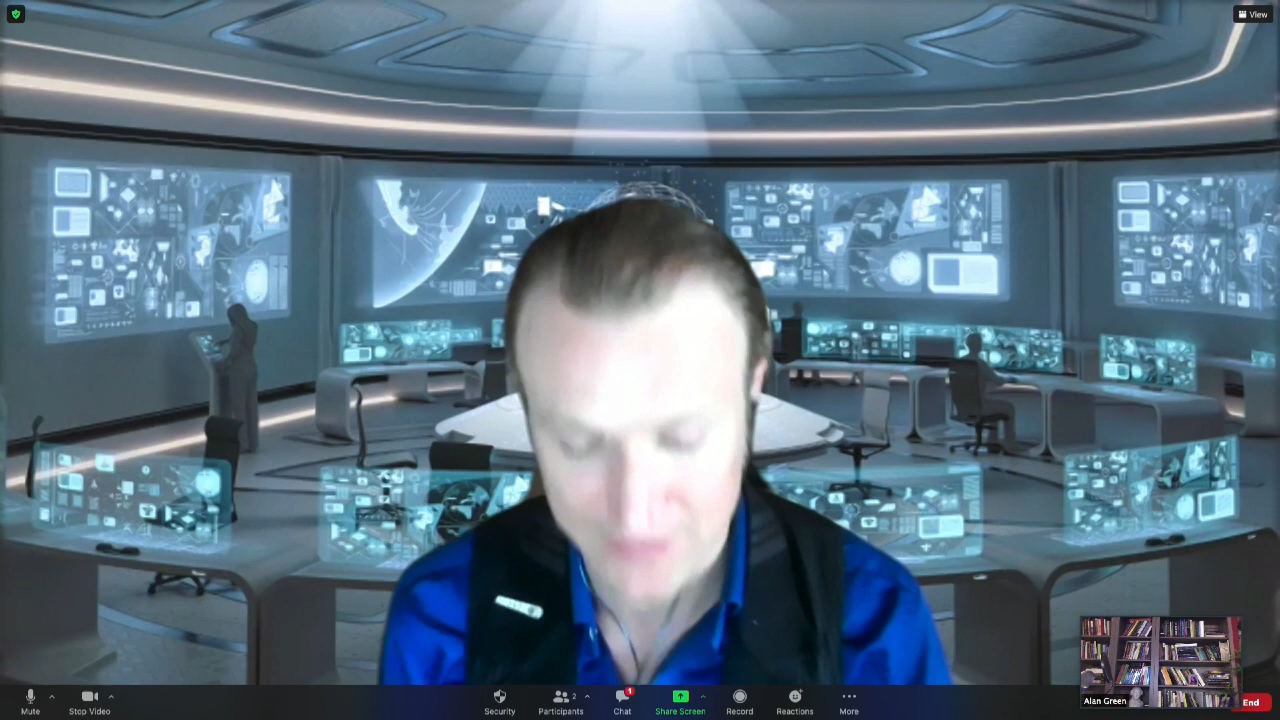 View
Alan Green
Mute
Stop Video
Security
2
Participants
1
Chat
Share Screen
Record
Reactions
More
End